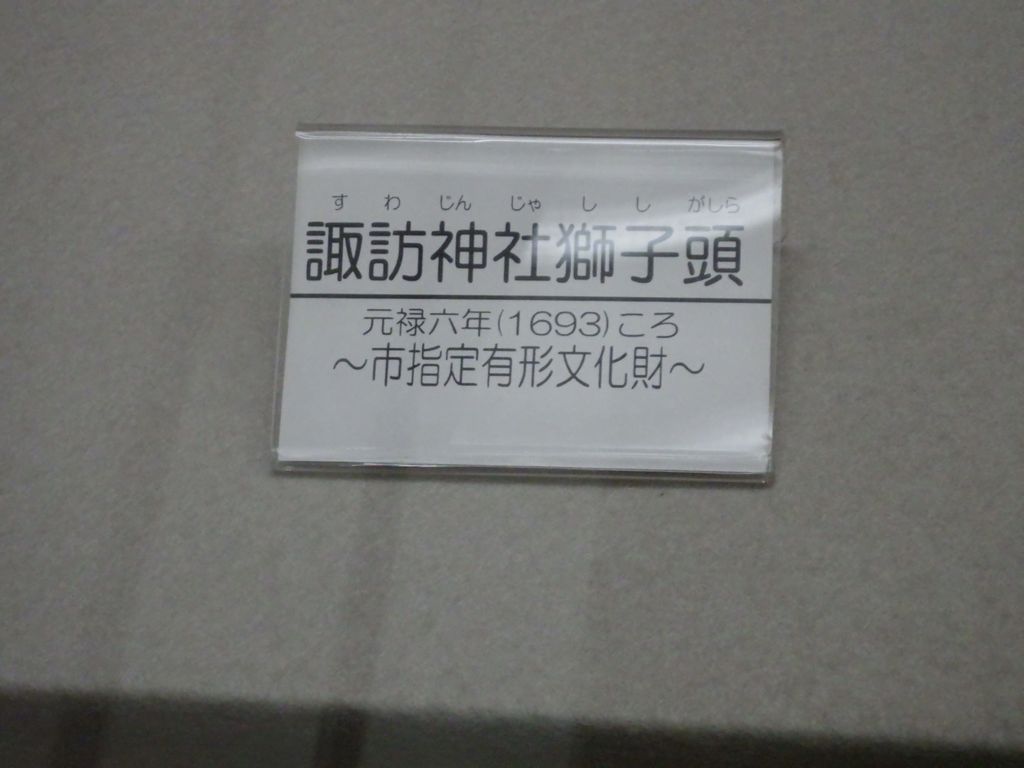 すわじんじゃししがしら
諏訪神社獅子頭
元禄六年(1693)ころ
～市指定有形文化財～